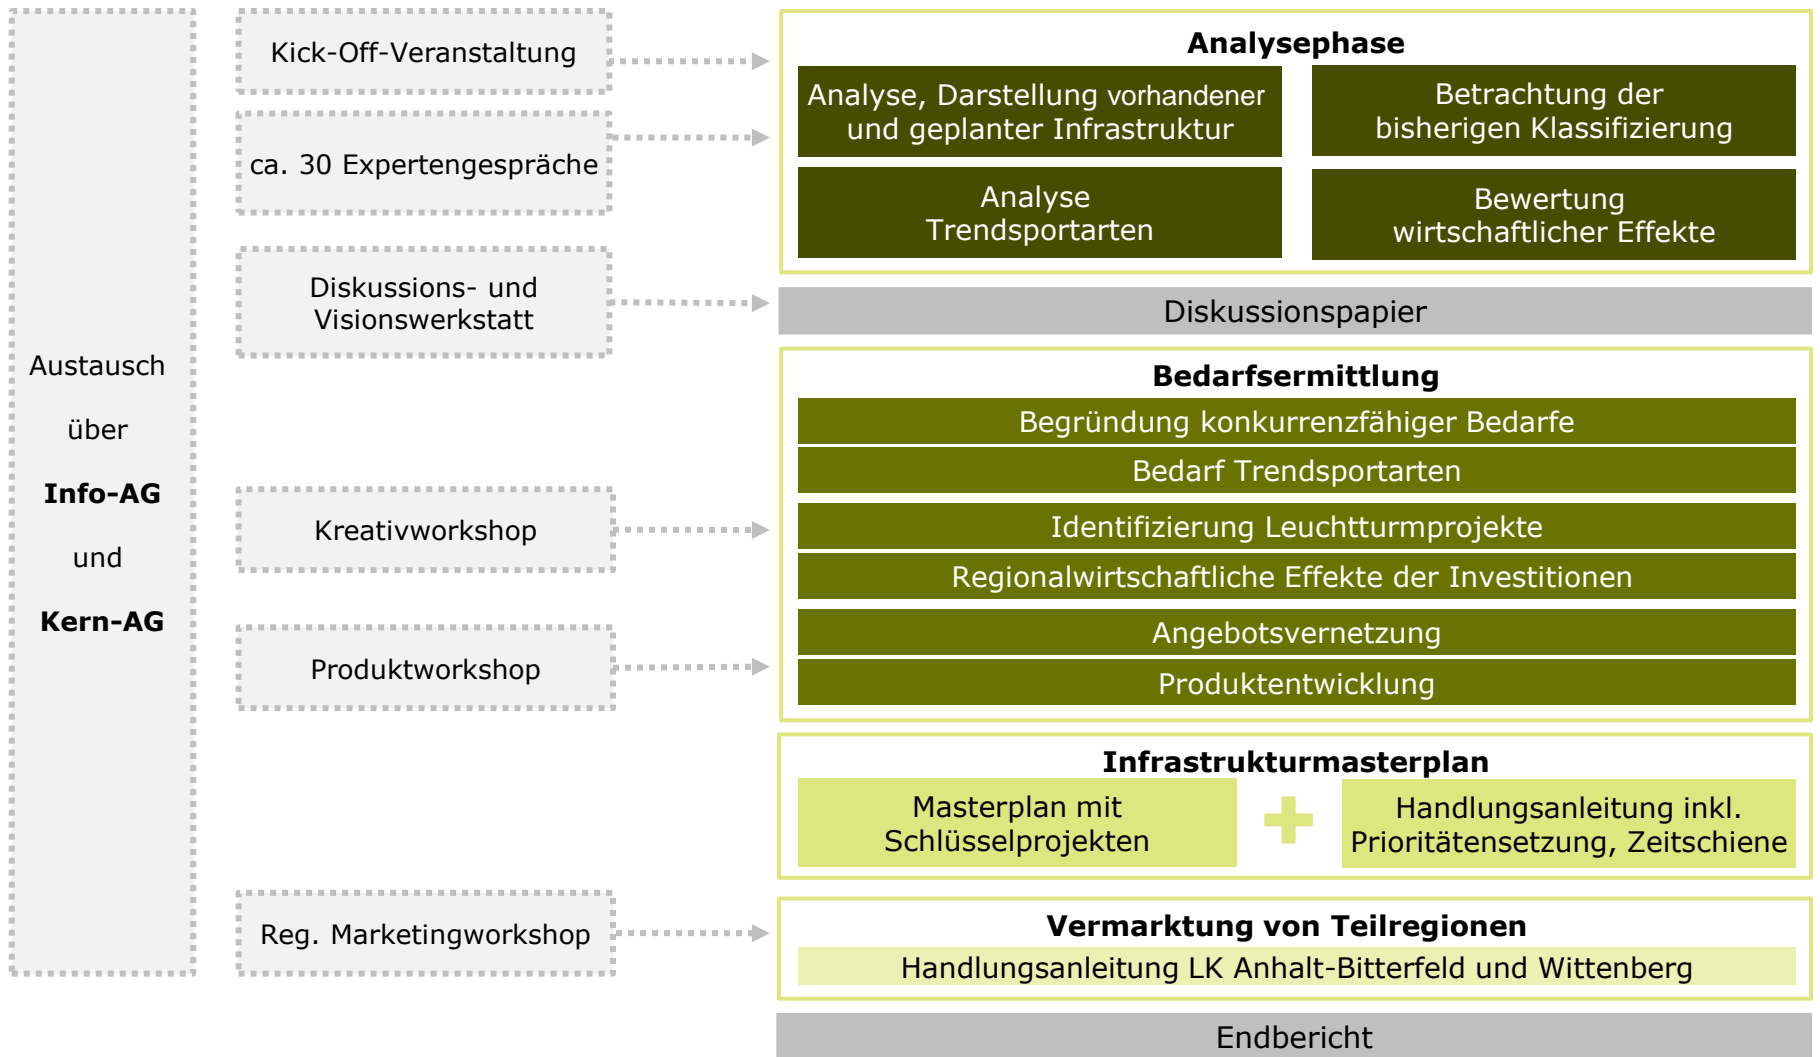 Austausch
über
Info-AG
und
Kern-AG
Kick-Off-Veranstaltung
ca. 30 Expertengespräche
Diskussions- und
Visionswerkstatt
Kreativworkshop
Produktworkshop
Reg. Marketingworkshop
Analysephase
Analyse, Darstellung vorhandener
und geplanter Infrastruktur
Betrachtung der
bisherigen Klassifizierung
Analyse
Trendsportarten
Bewertung
wirtschaftlicher Effekte
Diskussionspapier
Bedarfsermittlung
Begründung konkurrenzfähiger Bedarfe
Bedarf Trendsportarten
Identifizierung Leuchtturmprojekte
Regionalwirtschaftliche Effekte der Investitionen
Angebotsvernetzung
Produktentwicklung
Infrastrukturmasterplan
Masterplan mit
Schlüsselprojekten
Handlungsanleitung inkl.
Prioritätensetzung, Zeitschiene
Vermarktung von Teilregionen
Handlungsanleitung LK Anhalt-Bitterfeld und Wittenberg
Endbericht